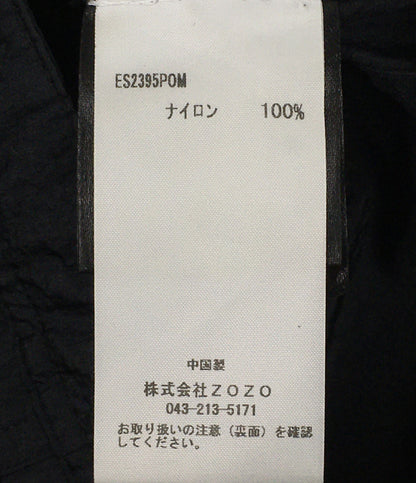 ES2395POM
ナイロン 100%
中国製
株式会社ZOZO
043-213-5171
お取り扱いの注意（裏面）を確認
してください。